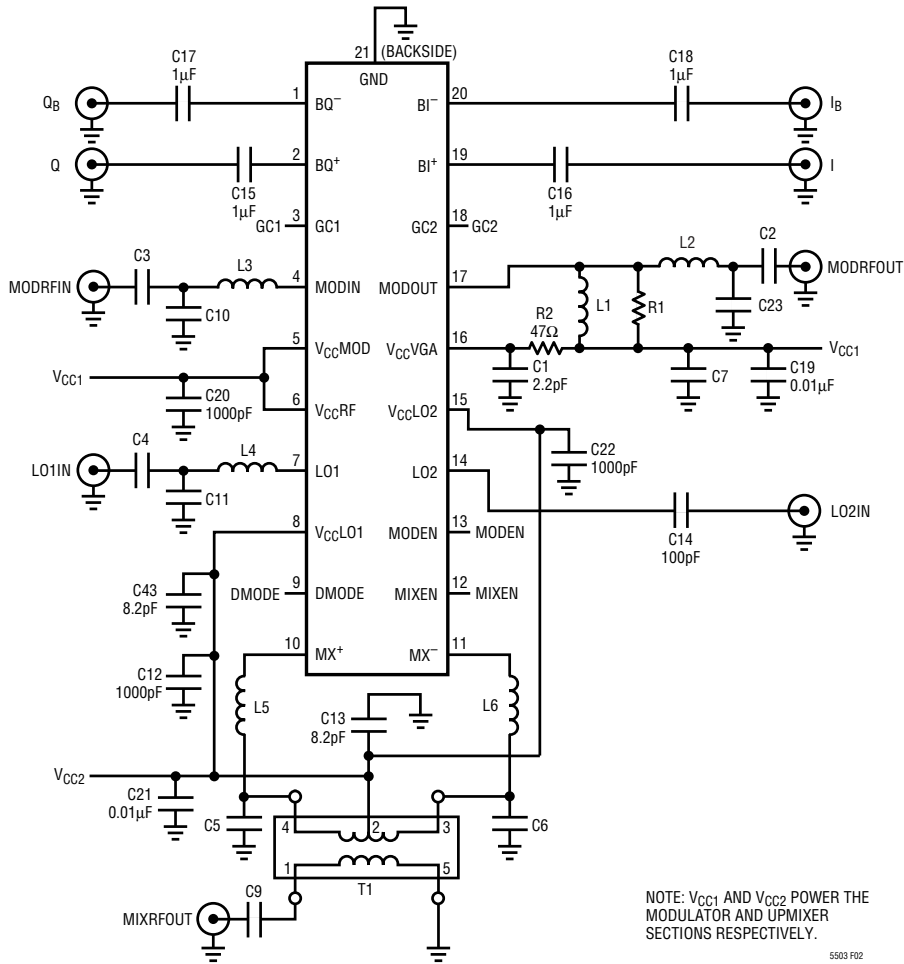 21 (BACKSIDE)
GND
C17
1µF
QB
1 BQ–
C18
1µF
BI– 20
IB
Q
C15
1µF
2 BQ+
BI+ 19
C16
1µF
I
GC1 3 GC1
GC2 18 GC2
MODRFIN
C3
C10
L3
4 MODIN
MODOUT 17
L1
R1
L2
C2
C23
MODRFOUT
5 VCCMOD
VCCVGA 16
R2
47Ω
C1
2.2pF
C7
C19
0.01µF
VCC1
VCC1
C20
1000pF
6 VCCRF
VCCLO2 15
C22
1000pF
LO1IN
C4
C11
L4
7 LO1
LO2 14
C14
100pF
LO2IN
8 VCCLO1
MODEN 13 MODEN
C43
8.2pF
DMODE 9 DMODE
MIXEN 12 MIXEN
C12
1000pF
10 MX+
MX– 11
L5
C13
8.2pF
L6
VCC2
C21
0.01µF
C5
4 2 3
C6
1 5
T1
C9
MIXRFOUT
NOTE: VCC1 AND VCC2 POWER THE
MODULATOR AND UPMIXER
SECTIONS RESPECTIVELY.
5503 F02